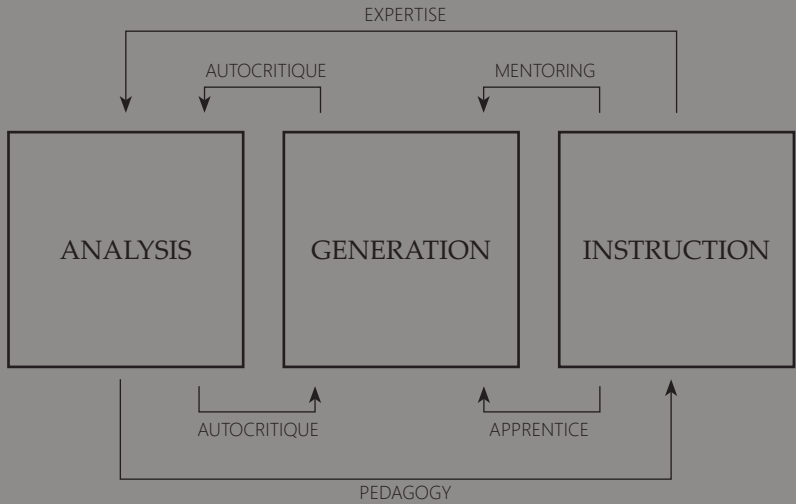 EXPERTISE
AUTOCRITIQUE MENTORING
ANALYSIS GENERATION INSTRUCTION
AUTOCRITIQUE APPRENTICE
PEDAGOGY